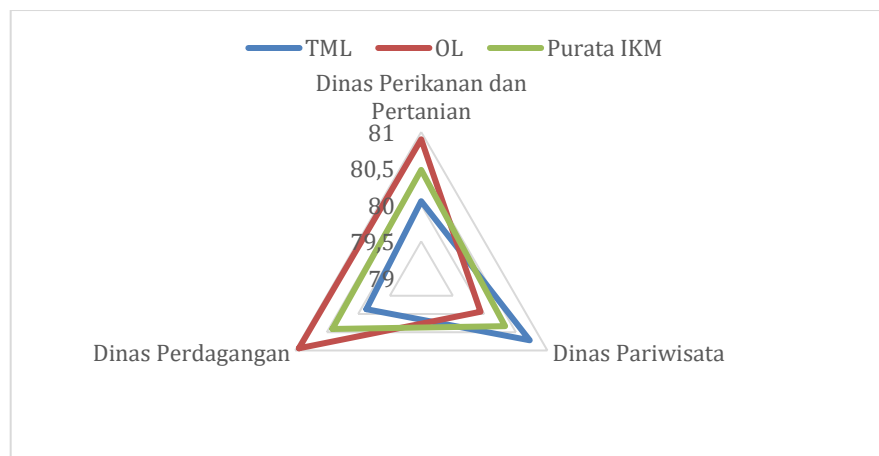 TML OL Purata IKM
Dinas Perikanan dan
Pertanian
81
80,5
80
79,5
79
Dinas Perdagangan
Dinas Pariwisata